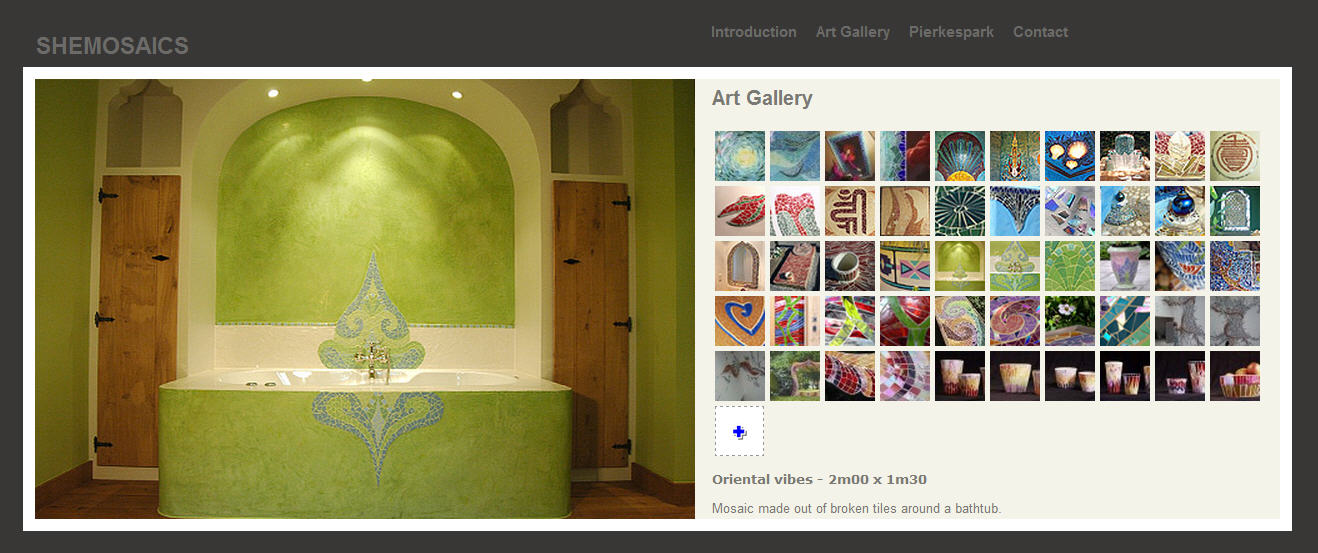 SHEMOSAICS
Introduction Art Gallery Pierkespark Contact
Art Gallery
Oriental vibes - 2m00 x 1m30
Mosaic made out of broken tiles around a bathtub.